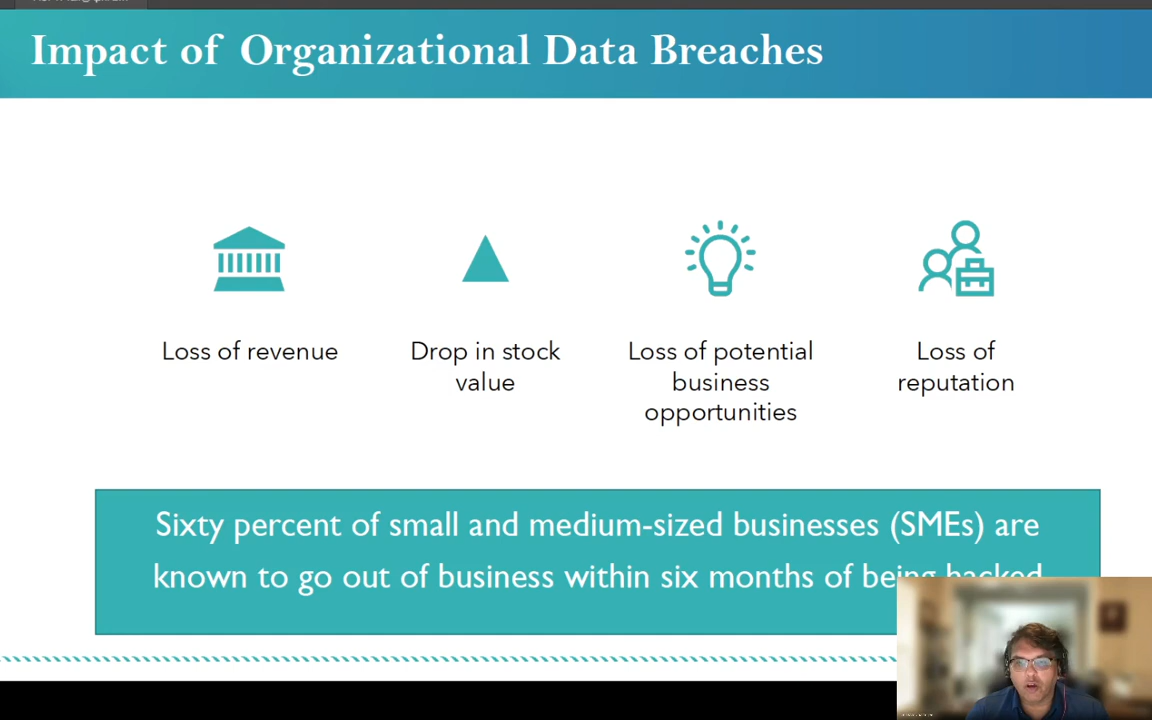 Impact of Organizational Data Breaches
Loss of revenue
Drop in stock
value
Loss of potential
business
opportunities
Loss of
reputation
Sixty percent of small and medium-sized businesses (SMEs) are
known to go out of business within six months of being hacked